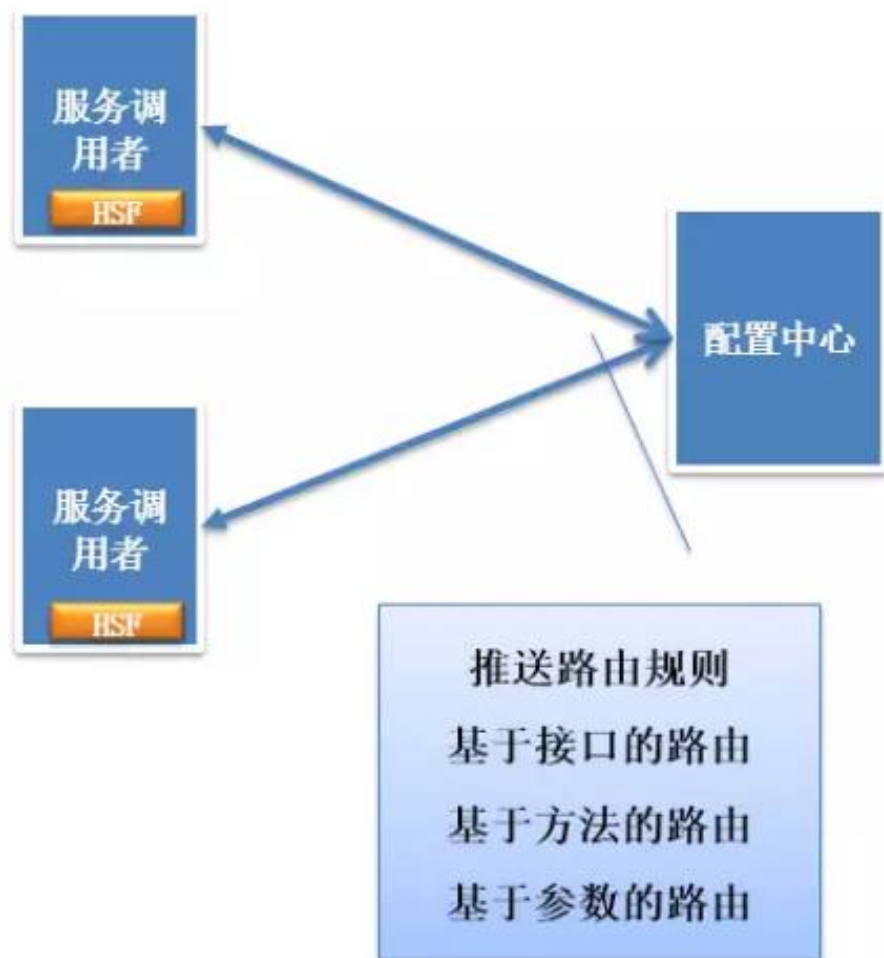 服务调
用者
HSF
配置中心
服务调
用者
HSF
推送路由规则
基于接口的路由
基于方法的路由
基于参数的路由